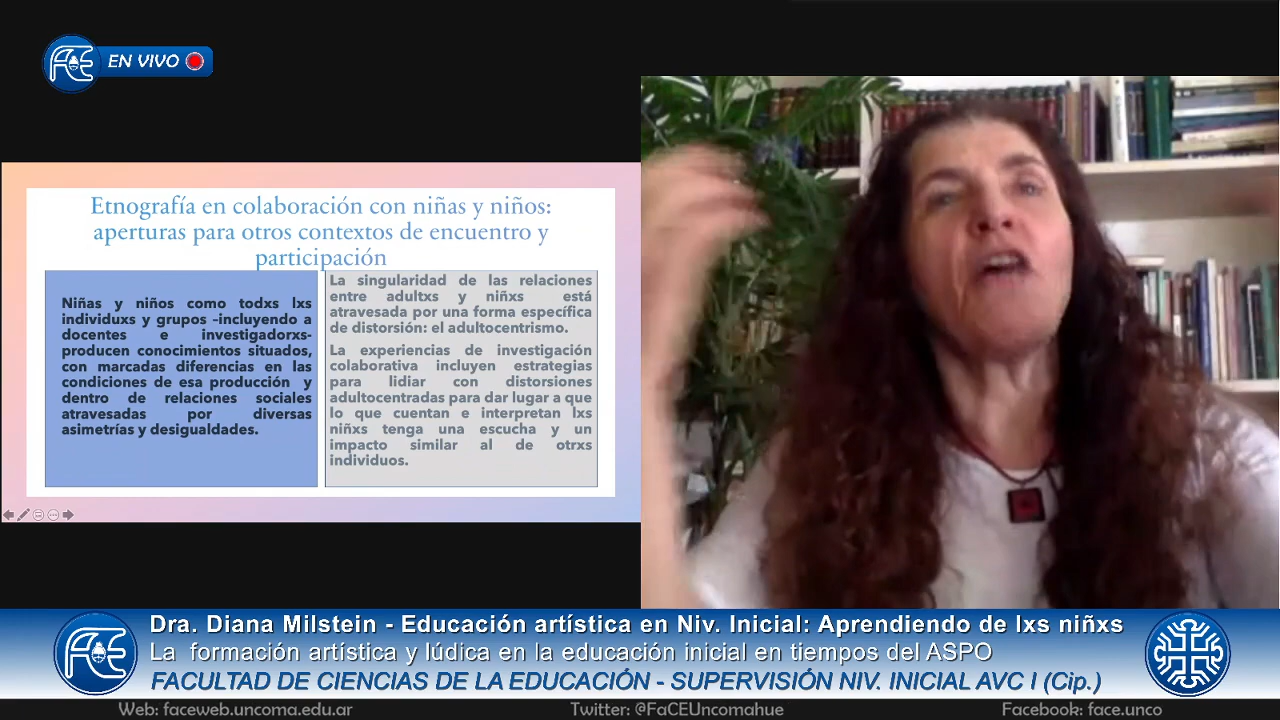 FCE EN VIVO
Etnografía en colaboración con niñas y niños:
aperturas para otros contextos de encuentro y
participación
Niñas y niños como todxs lxs
individuxs y grupos –incluyendo a
docentes e investigadorxs-
producen conocimientos situados,
con marcadas diferencias en las
condiciones de esa producción y
dentro de relaciones sociales
atravesadas por diversas
asimetrías y desigualdades.
La singularidad de las relaciones
entre adultxs y niñxs está
atravesada por una forma específica
de distorsión: el adultocentrismo.
La experiencias de investigación
colaborativa incluyen estrategias
para lidiar con distorsiones
adultocentradas para dar lugar a que
lo que cuentan e interpretan lxs
niñxs tenga una escucha y un
impacto similar al de otrxs
individuos.
FCE
Dra. Diana Milstein - Educación artística en Niv. Inicial: Aprendiendo de lxs niñxs
La formación artística y lúdica en la educación inicial en tiempos del ASPO
FACULTAD DE CIENCIAS DE LA EDUCACIÓN - SUPERVISIÓN NIV. INICIAL AVC I (Cip.)
Web: faceweb.uncoma.edu.ar Twitter: @FaCEUncomahue Facebook: face.unco